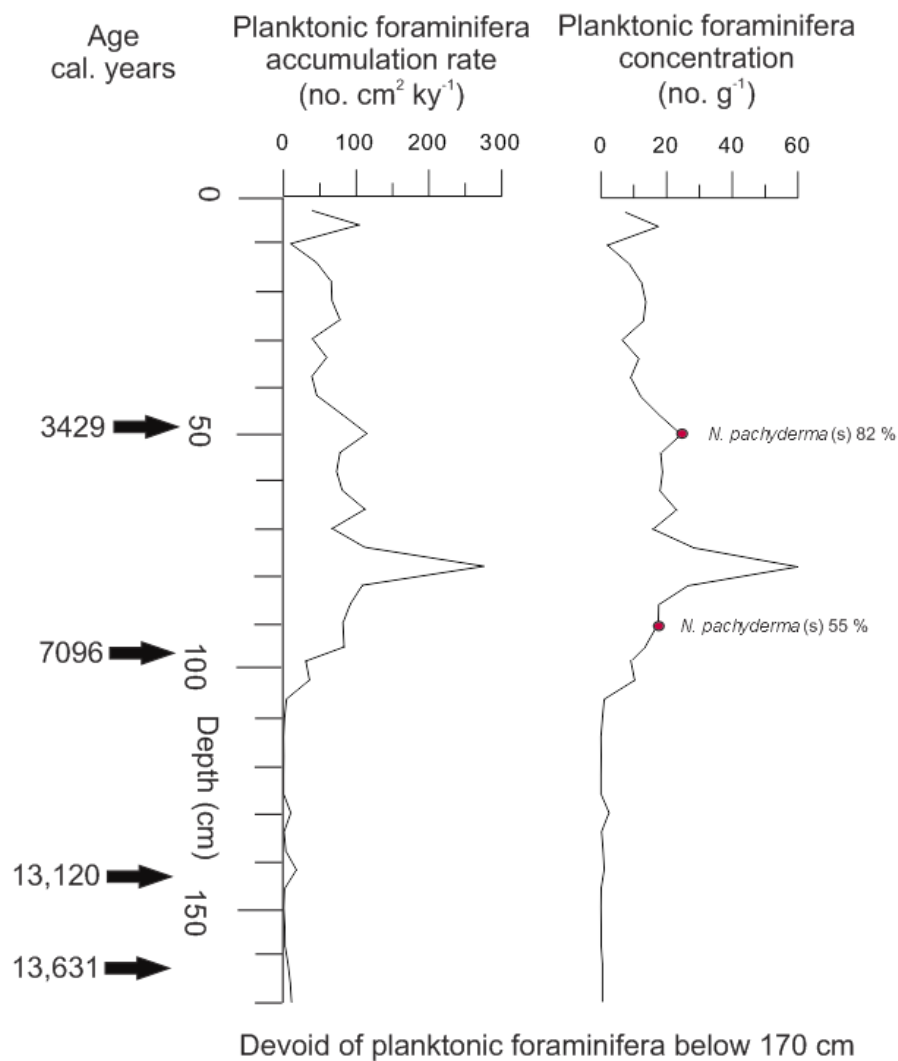 Age
cal. years
Planktonic foraminifera
accumulation rate
(no. cm² ky⁻¹)
Planktonic foraminifera
concentration
(no. g⁻¹)
0 100 200 300
0 20 40 60
0
3429
50
N. pachyderma (s) 82 %
N. pachyderma (s) 55 %
7096
100
Depth (cm)
13,120
150
13,631
Devoid of planktonic foraminifera below 170 cm